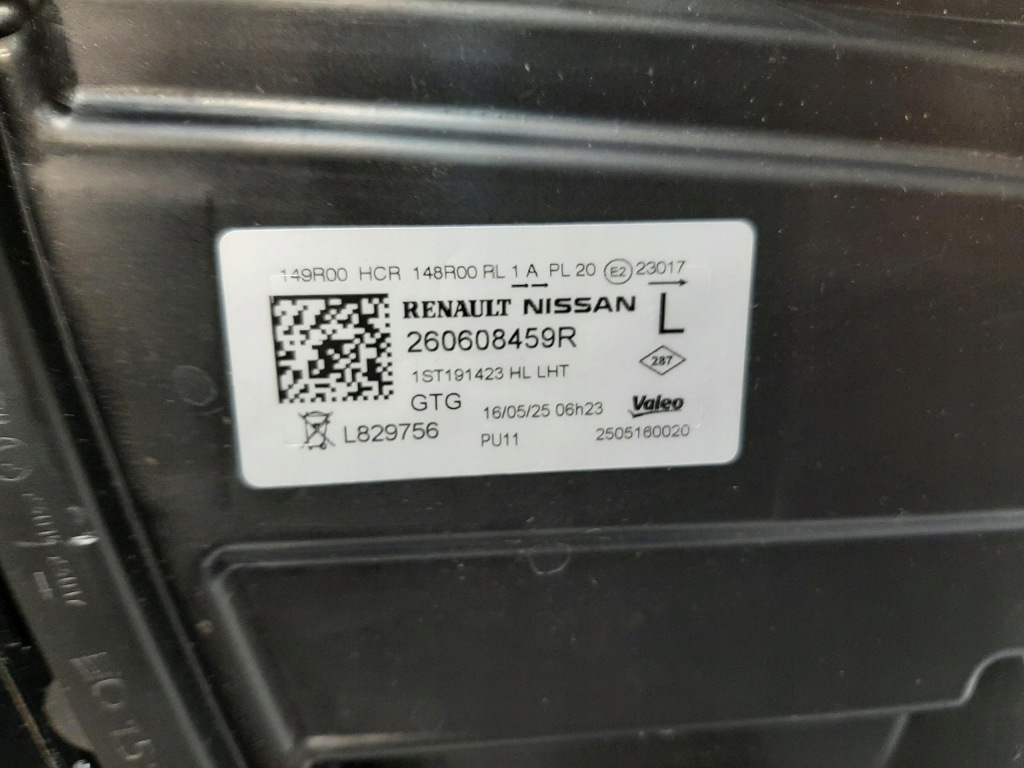 149R00 HCR 148R00 RL 1 A PL 20 E2 23017
RENAULT NISSAN L
260608459R
1ST191423 HL LHT 287
GTG 16/05/25 06h23 Valeo
L829756 PU11 2505160020